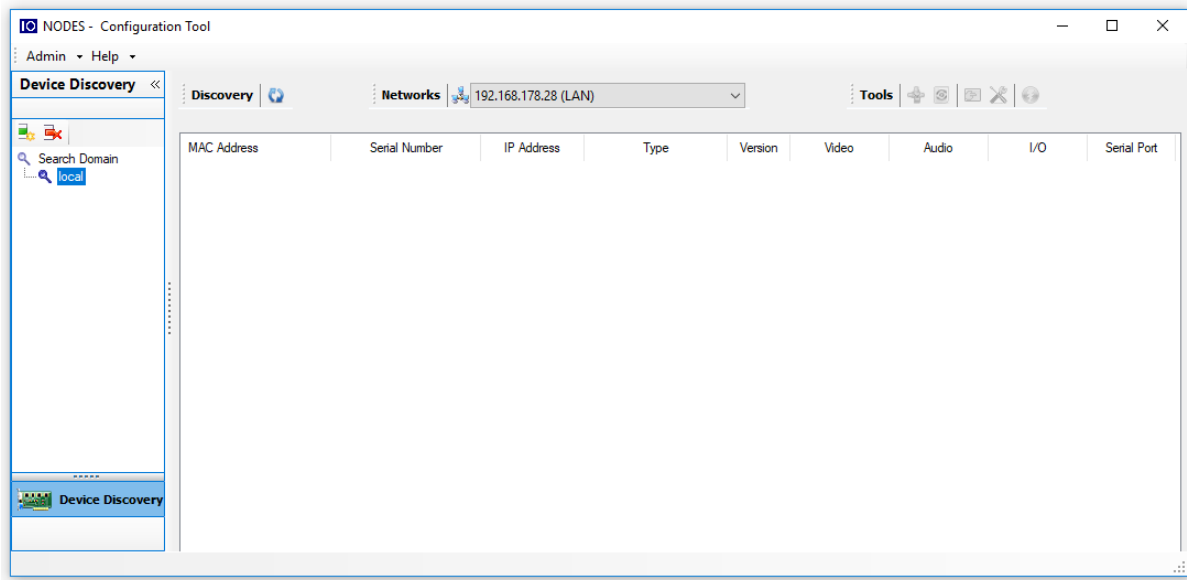 IO NODES - Configuration Tool
Admin Help
Device Discovery «
Discovery Networks 192.168.178.28 (LAN) Tools
Search Domain
local
MAC Address Serial Number IP Address Type Version Video Audio I/O Serial Port
Device Discovery